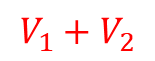 V₁ + V₂